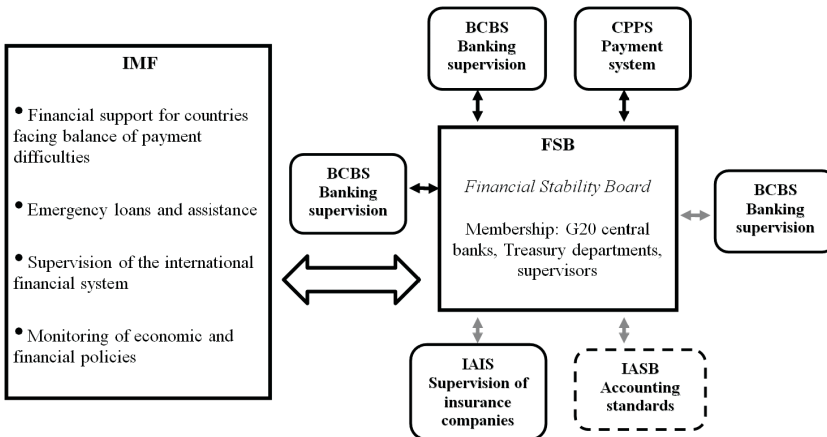 IMF
• Financial support for countries
facing balance of payment
difficulties
• Emergency loans and assistance
• Supervision of the international
financial system
• Monitoring of economic and
financial policies
BCBS
Banking
supervision
CPPS
Payment
system
BCBS
Banking
supervision
FSB
Financial Stability Board
Membership: G20 central
banks, Treasury departments,
supervisors
BCBS
Banking
supervision
IAIS
Supervision of
insurance
companies
IASB
Accounting
standards